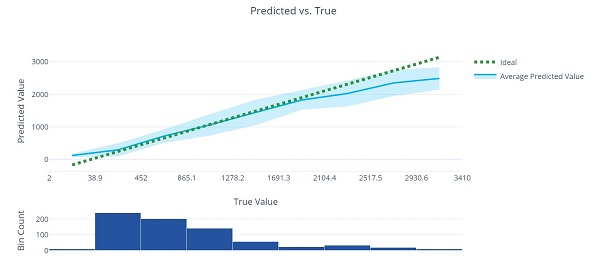 Predicted vs. True
Predicted Value
3000
2000
1000
0
2 38.9 452 865.1 1278.2 1691.3 2104.4 2517.5 2930.6 3410
True Value
Ideal
Average Predicted Value
Bin Count
200
100
0